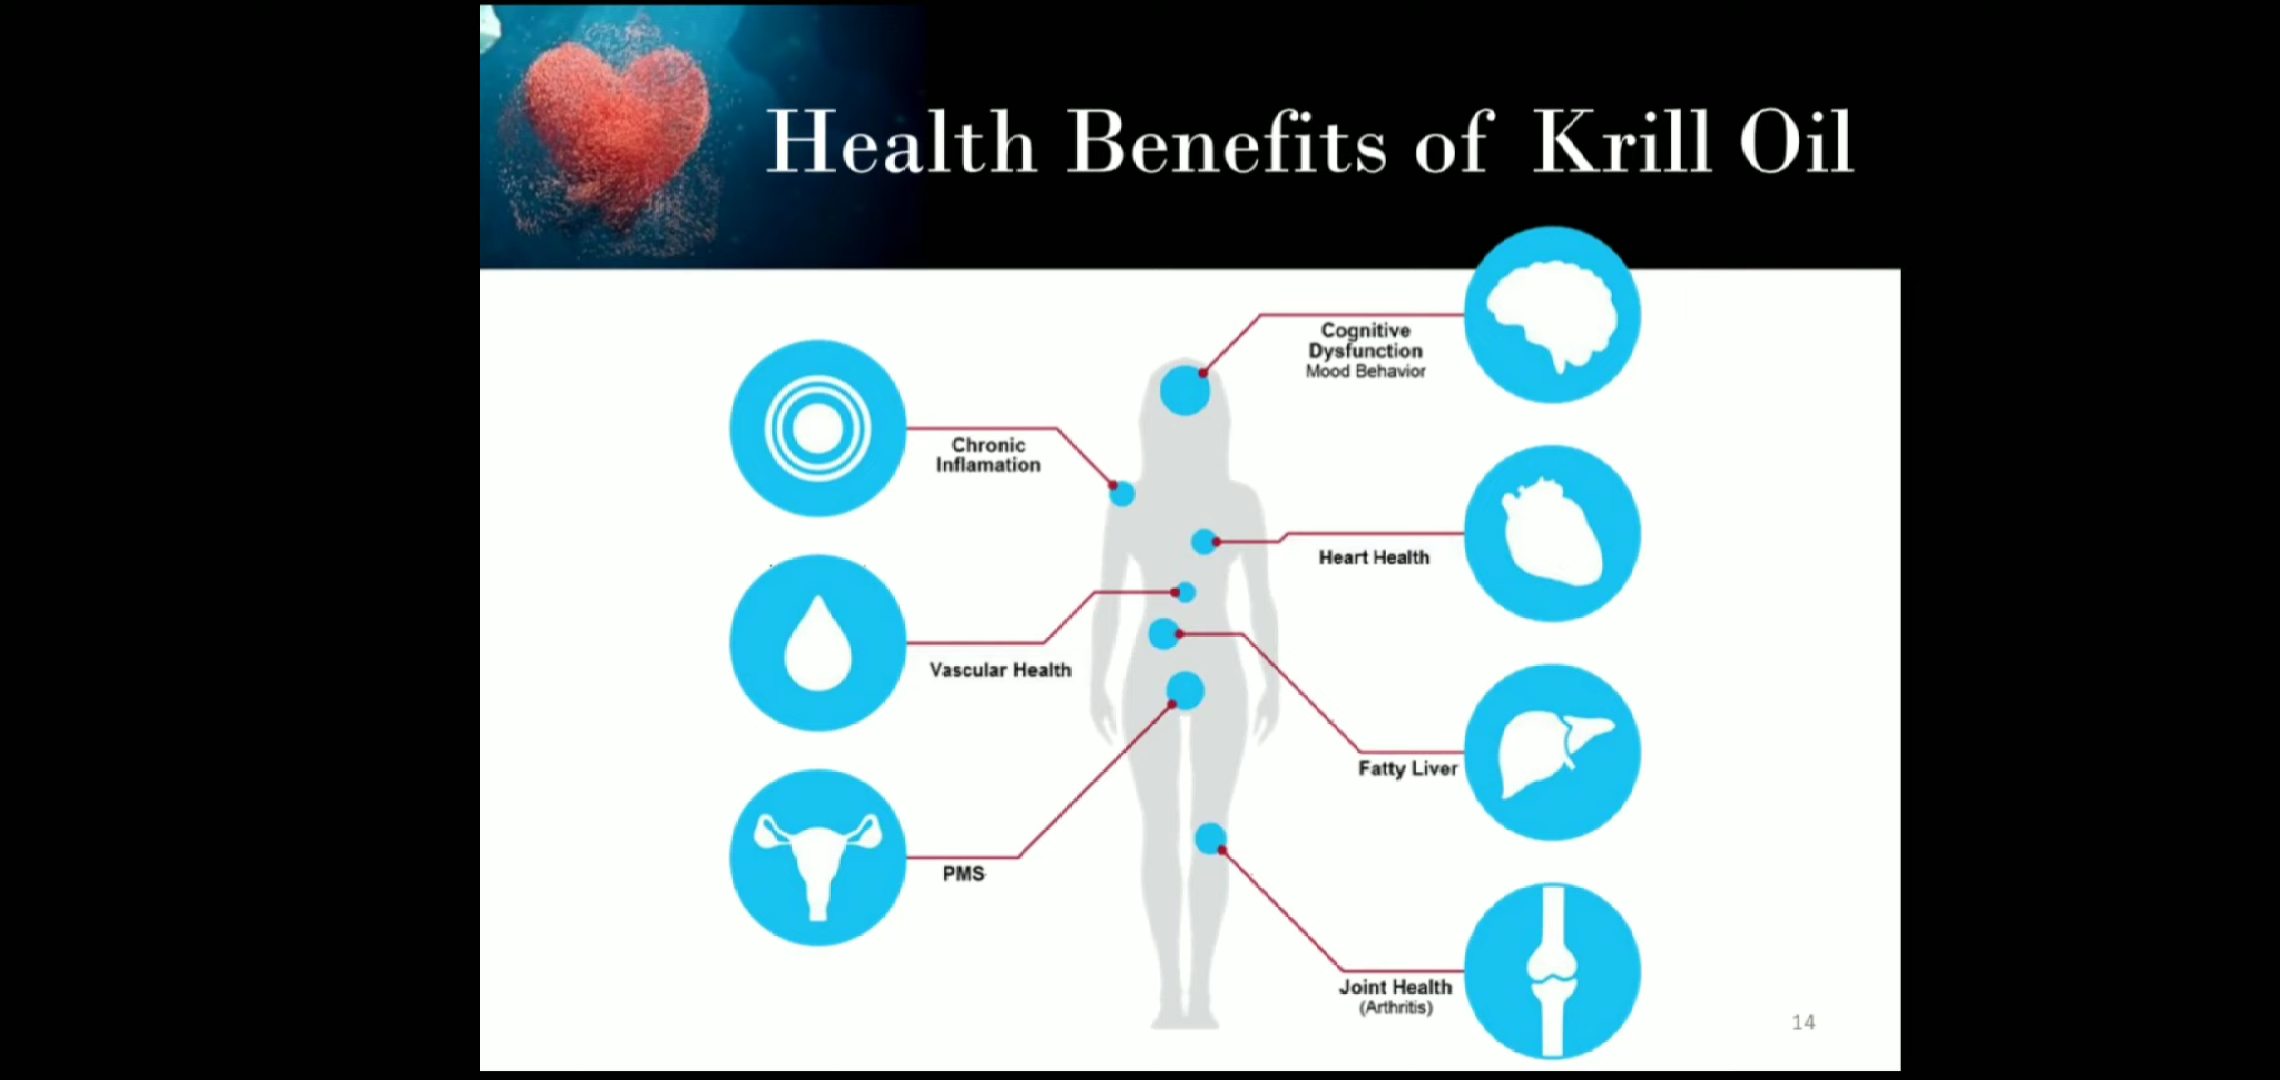 Health Benefits of Krill Oil
Cognitive
Dysfunction
Mood Behavior
Chronic
Inflamation
Heart Health
Vascular Health
Fatty Liver
PMS
Joint Health
(Arthritis)
14